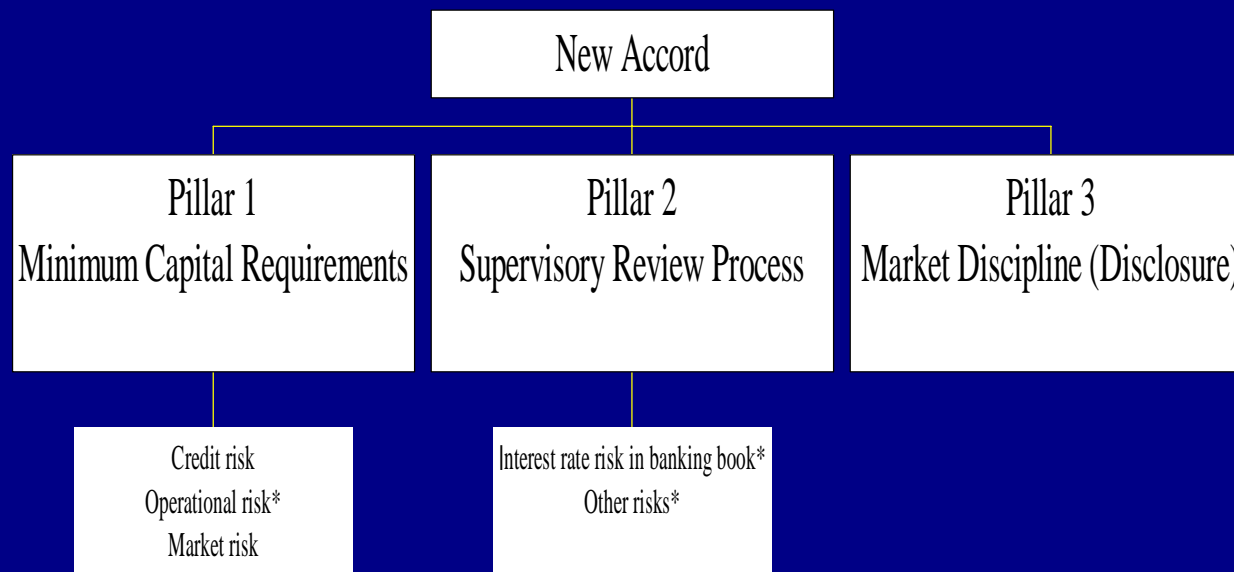 New Accord
Pillar 1
Minimum Capital Requirements
Pillar 2
Supervisory Review Process
Pillar 3
Market Discipline (Disclosure)
Credit risk
Operational risk*
Market risk
Interest rate risk in banking book*
Other risks*